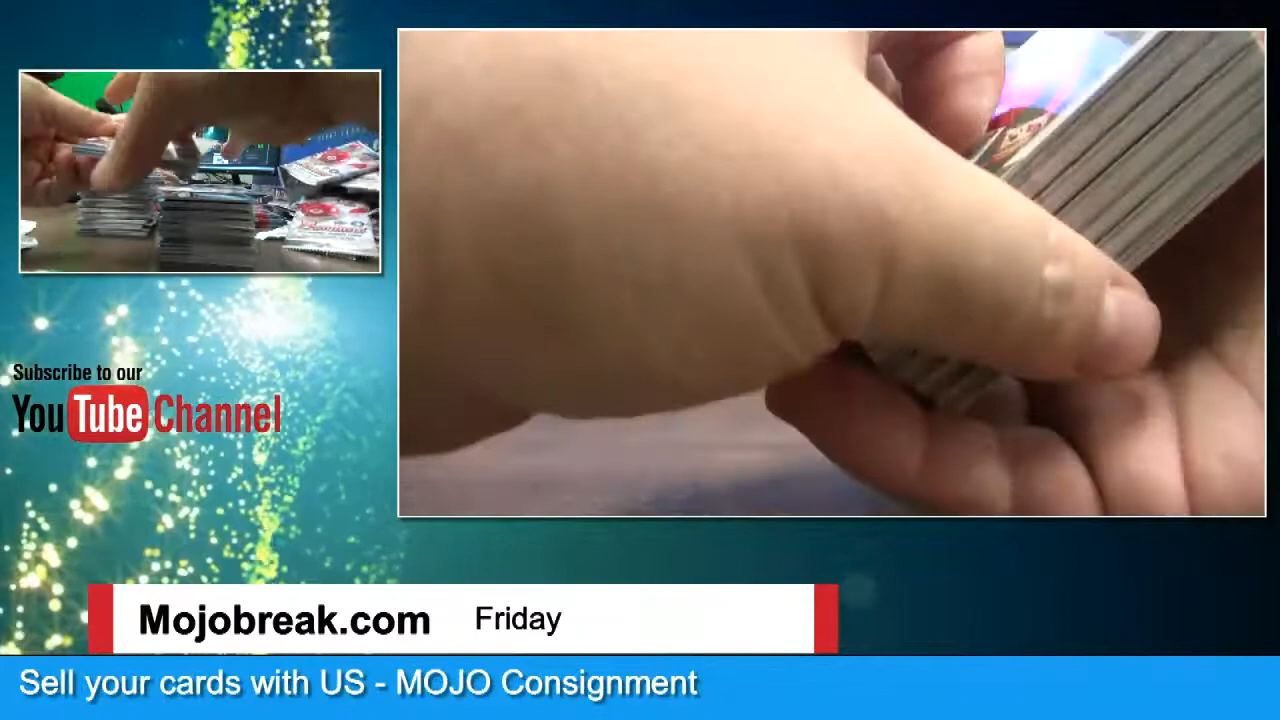 Subscribe to our
YouTube Channel
Mojobreak.com Friday
Sell your cards with US - MOJO Consignment